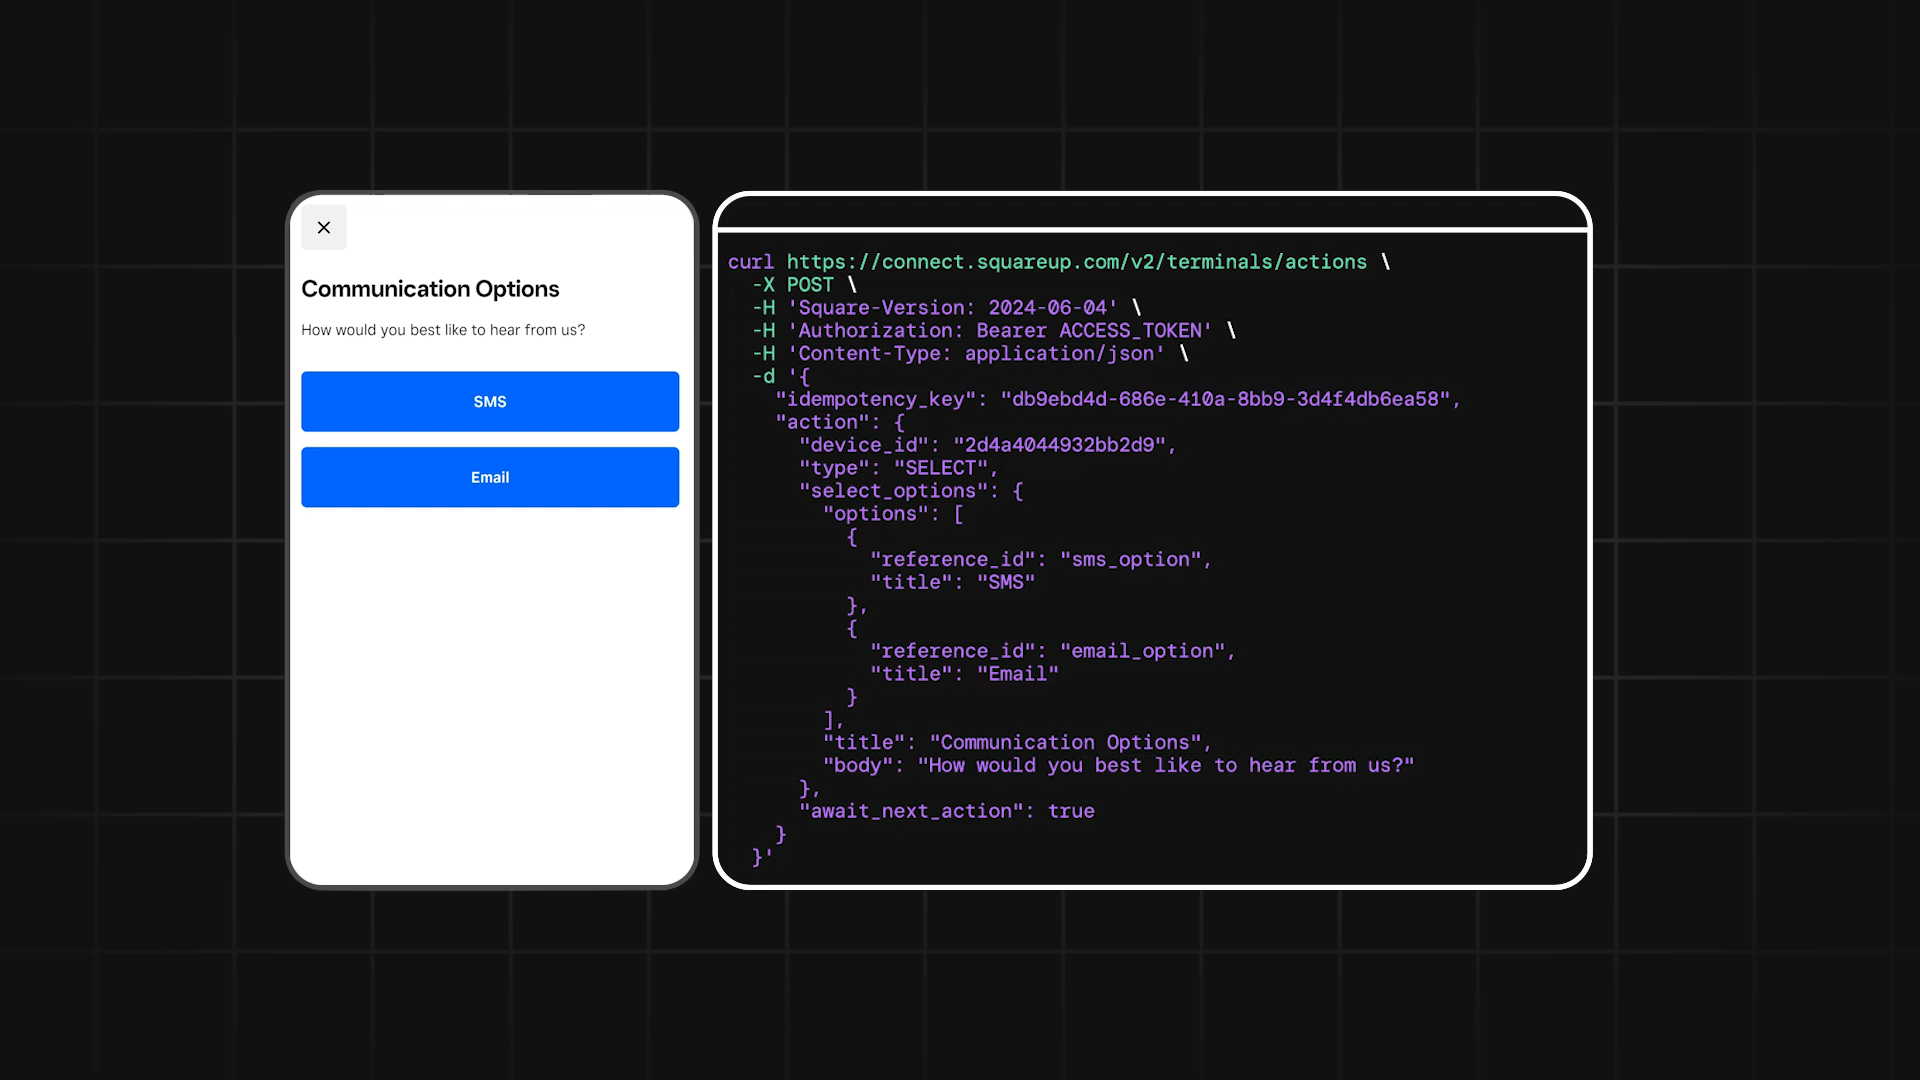 Communication Options
How would you best like to hear from us?
SMS
Email
curl https://connect.squareup.com/v2/terminals/actions \
-X POST \
-H 'Square-Version: 2024-06-04' \
-H 'Authorization: Bearer ACCESS_TOKEN' \
-H 'Content-Type: application/json' \
-d '{
"idempotency_key": "db9ebd4d-686e-410a-8bb9-3d4f4db6ea58",
"action": {
"device_id": "2d4a4044932bb2d9",
"type": "SELECT",
"select_options": {
"options": [
{
"reference_id": "sms_option",
"title": "SMS"
},
{
"reference_id": "email_option",
"title": "Email"
}
],
"title": "Communication Options",
"body": "How would you best like to hear from us?"
},
"await_next_action": true
}
}'